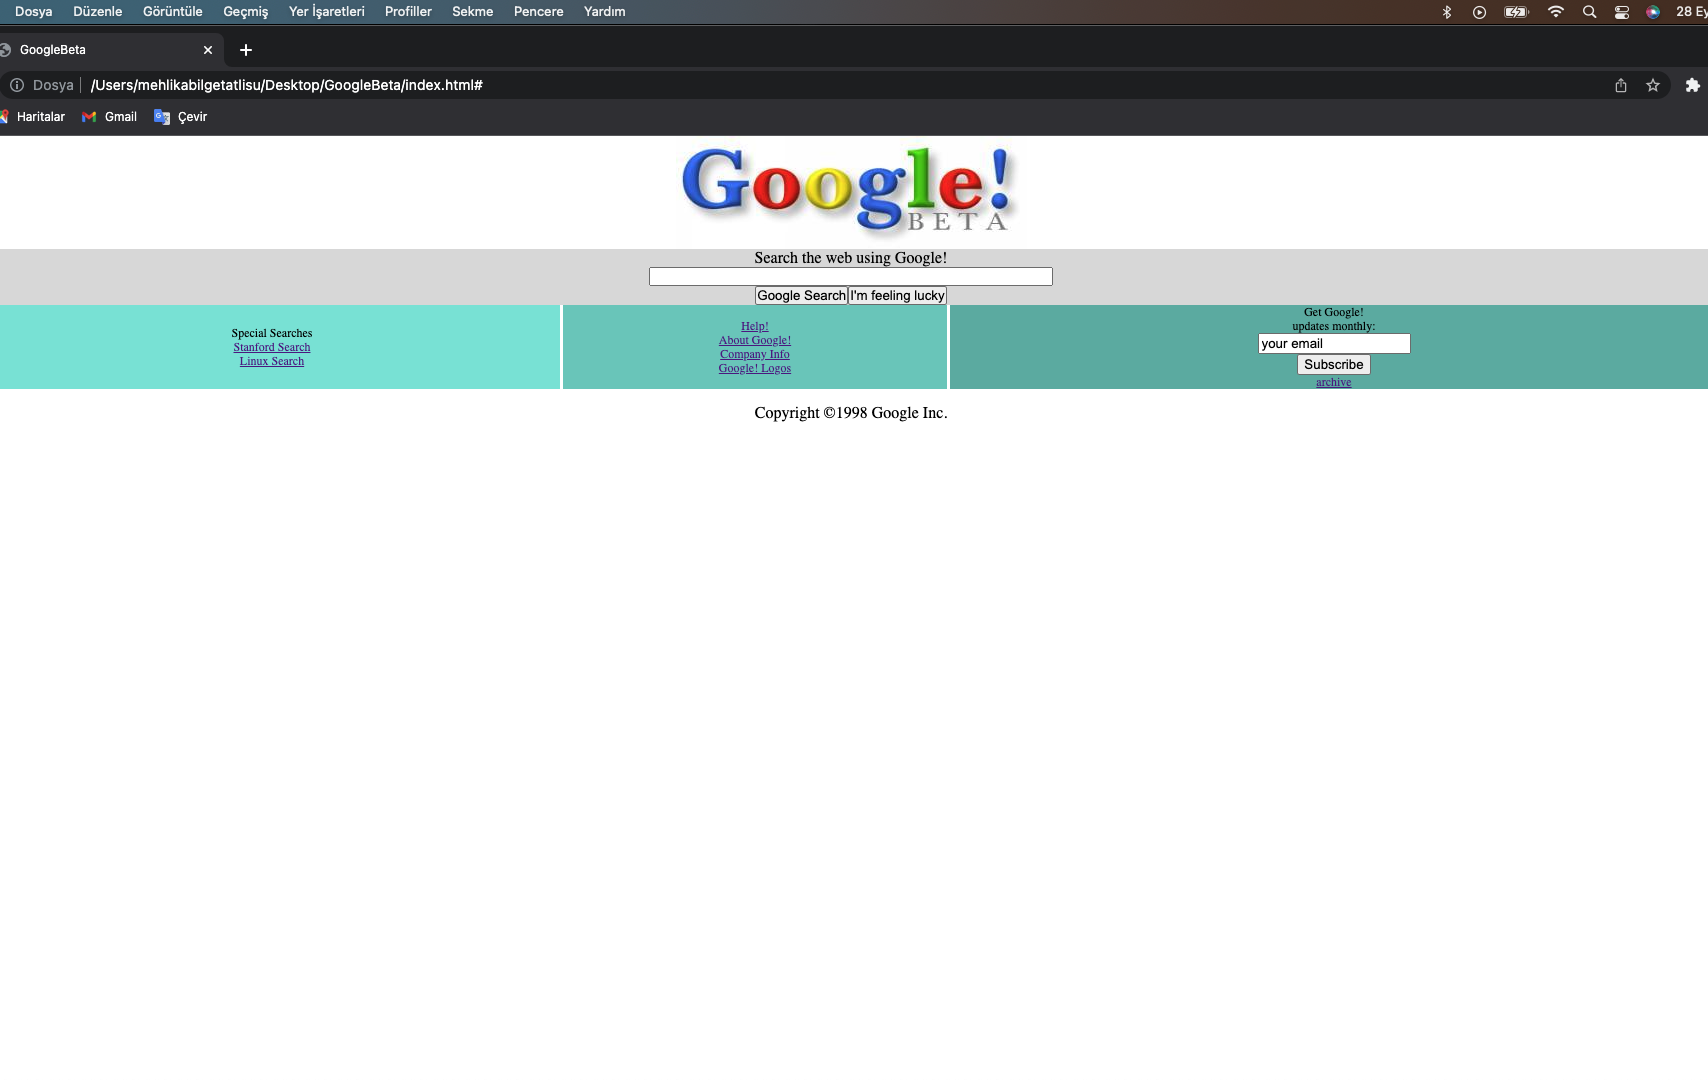 Dosya Düzenle Görüntüle Geçmiş Yer İşaretleri Profiller Sekme Pencere Yardım 28 Ey
GoogleBeta
Dosya /Users/mehlikabilgetatlisu/Desktop/GoogleBeta/index.html#
Haritalar Gmail Çevir
Google!
BETA
Search the web using Google!
Google Search I'm feeling lucky
Special Searches
Stanford Search
Linux Search
Help!
About Google!
Company Info
Google! Logos
Get Google!
updates monthly:
your email
Subscribe
archive
Copyright ©1998 Google Inc.